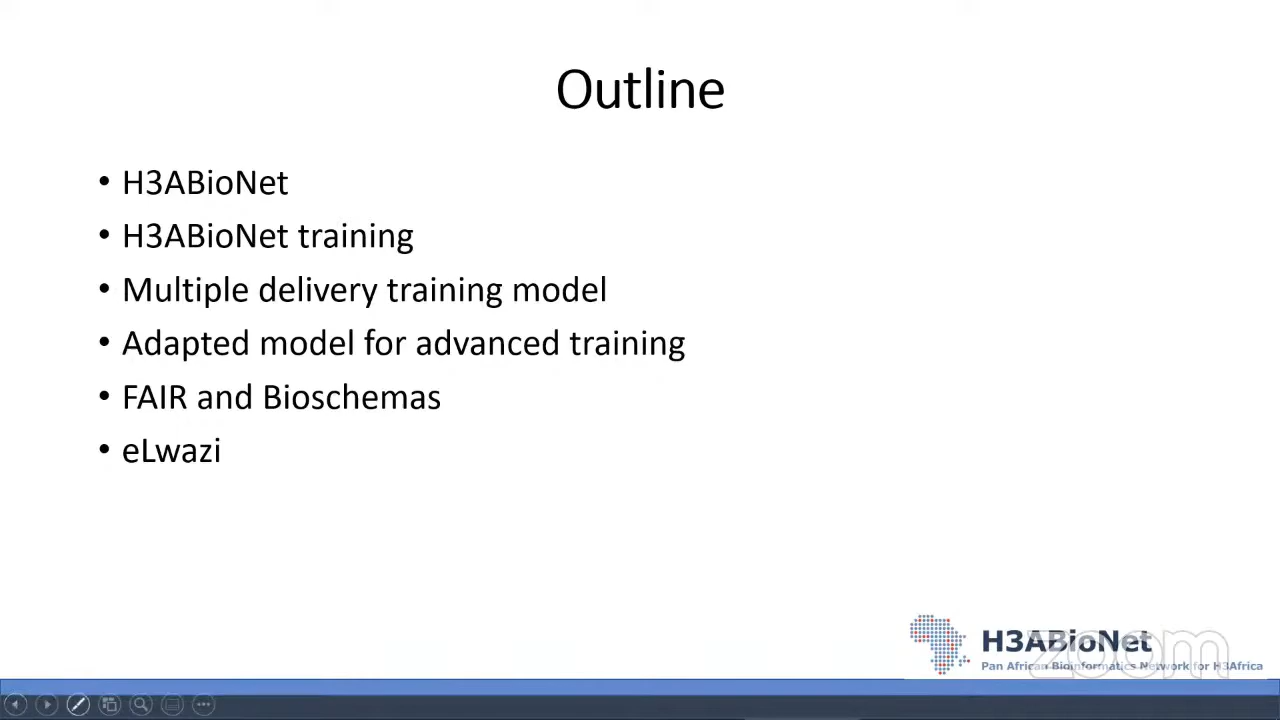 Outline
• H3ABioNet
• H3ABioNet training
• Multiple delivery training model
• Adapted model for advanced training
• FAIR and Bioschemas
• eLwazi
H3ABioNet
zoom
Pan African Bioinformatics Network for H3Africa